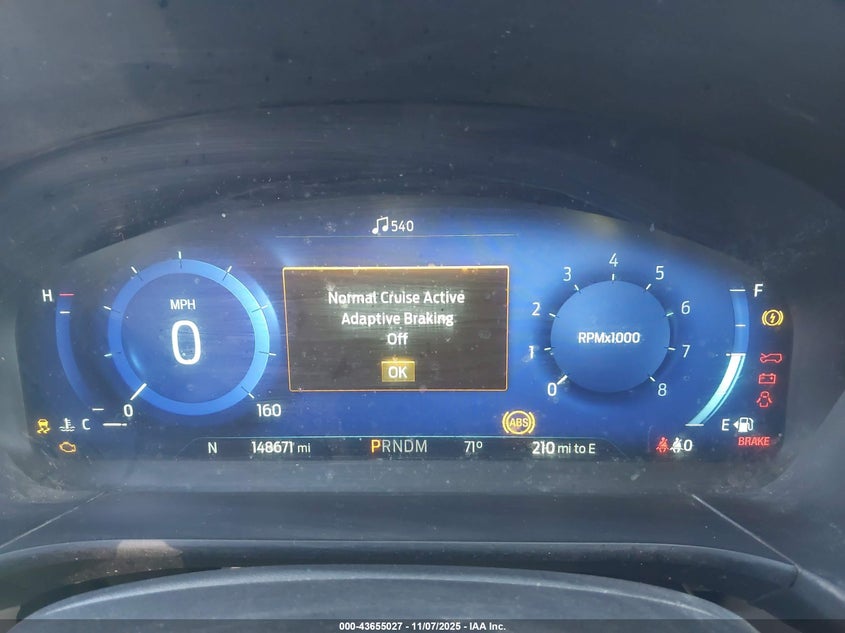 540
H
MPH
0
0
160
C
Normal Cruise Active
Adaptive Braking
Off
OK
0 1 2 3 4 5 6 7 8
RPMx1000
F
E
ABS
BRAKE
N 148671 mi PRNDM 71° 210 mi to E 0
000-43655027 - 11/07/2025 - IAA Inc.